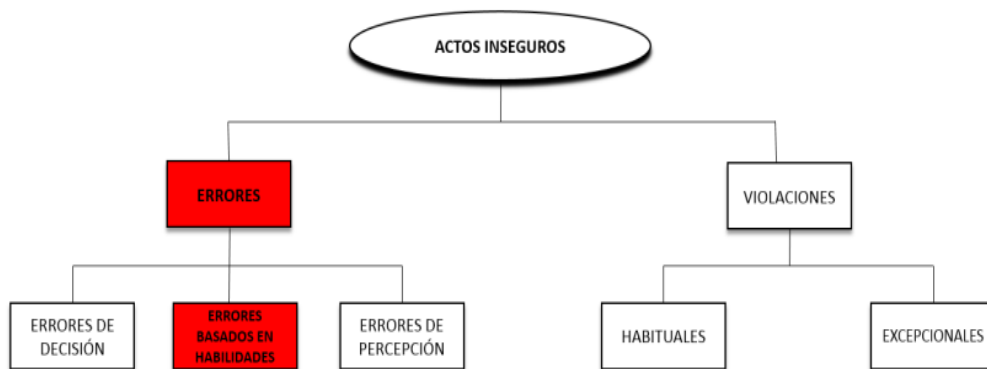 ACTOS INSEGUROS
ERRORES
VIOLACIONES
ERRORES DE
DECISIÓN
ERRORES
BASADOS EN
HABILIDADES
ERRORES DE
PERCEPCIÓN
HABITUALES
EXCEPCIONALES